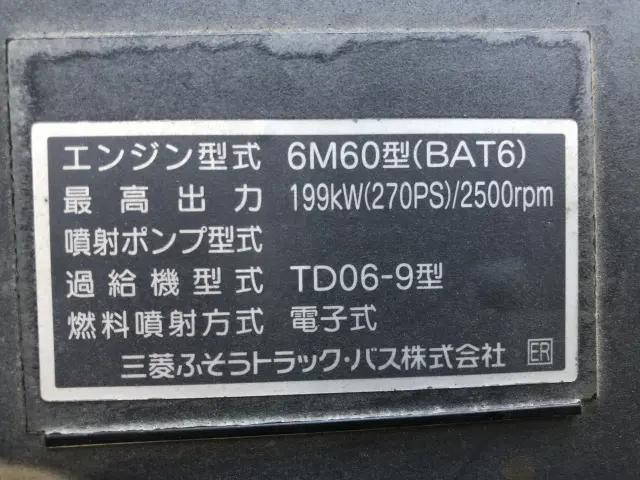 エンジン型式 6M60型(BAT6)
最高出力 199kW(270PS)/2500rpm
噴射ポンプ型式
過給機型式 TD06-9型
燃料噴射方式 電子式
三菱ふそうトラック・バス株式会社 ER